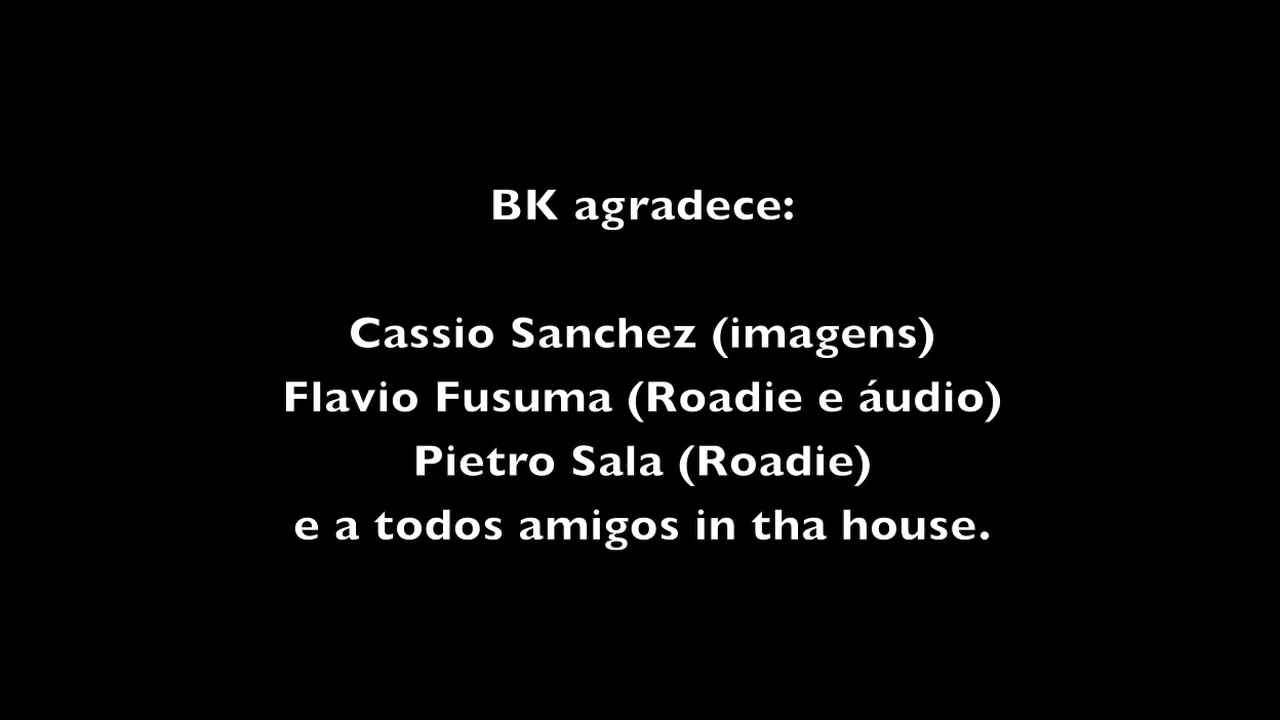 BK agradece:
Cassio Sanchez (imagens)
Flavio Fusuma (Roadie e áudio)
Pietro Sala (Roadie)
e a todos amigos in tha house.